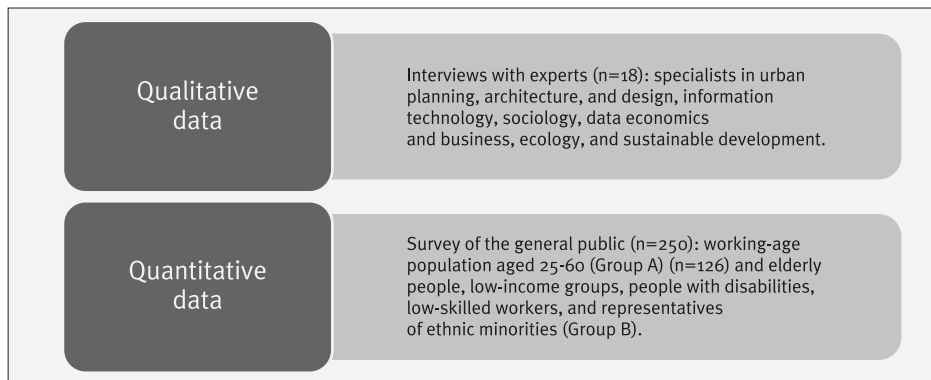 Qualitative
data
Interviews with experts (n=18): specialists in urban
planning, architecture, and design, information
technology, sociology, data economics
and business, ecology, and sustainable development.
Quantitative
data
Survey of the general public (n=250): working-age
population aged 25-60 (Group A) (n=126) and elderly
people, low-income groups, people with disabilities,
low-skilled workers, and representatives
of ethnic minorities (Group B).